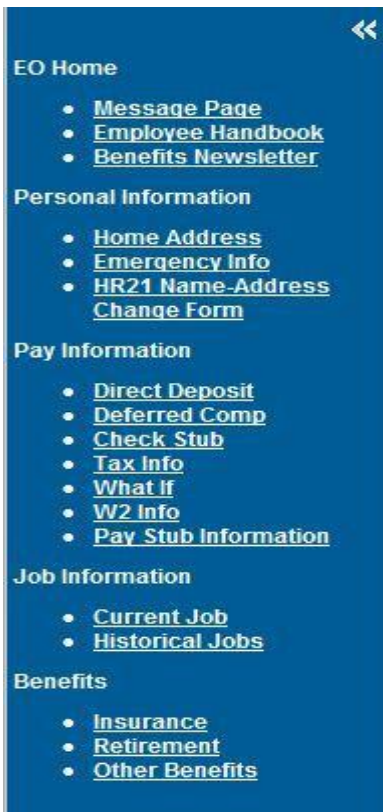 EO Home
Message Page
Employee Handbook
Benefits Newsletter
Personal Information
Home Address
Emergency Info
HR21 Name-Address
Change Form
Pay Information
Direct Deposit
Deferred Comp
Check Stub
Tax Info
What If
W2 Info
Pay Stub Information
Job Information
Current Job
Historical Jobs
Benefits
Insurance
Retirement
Other Benefits